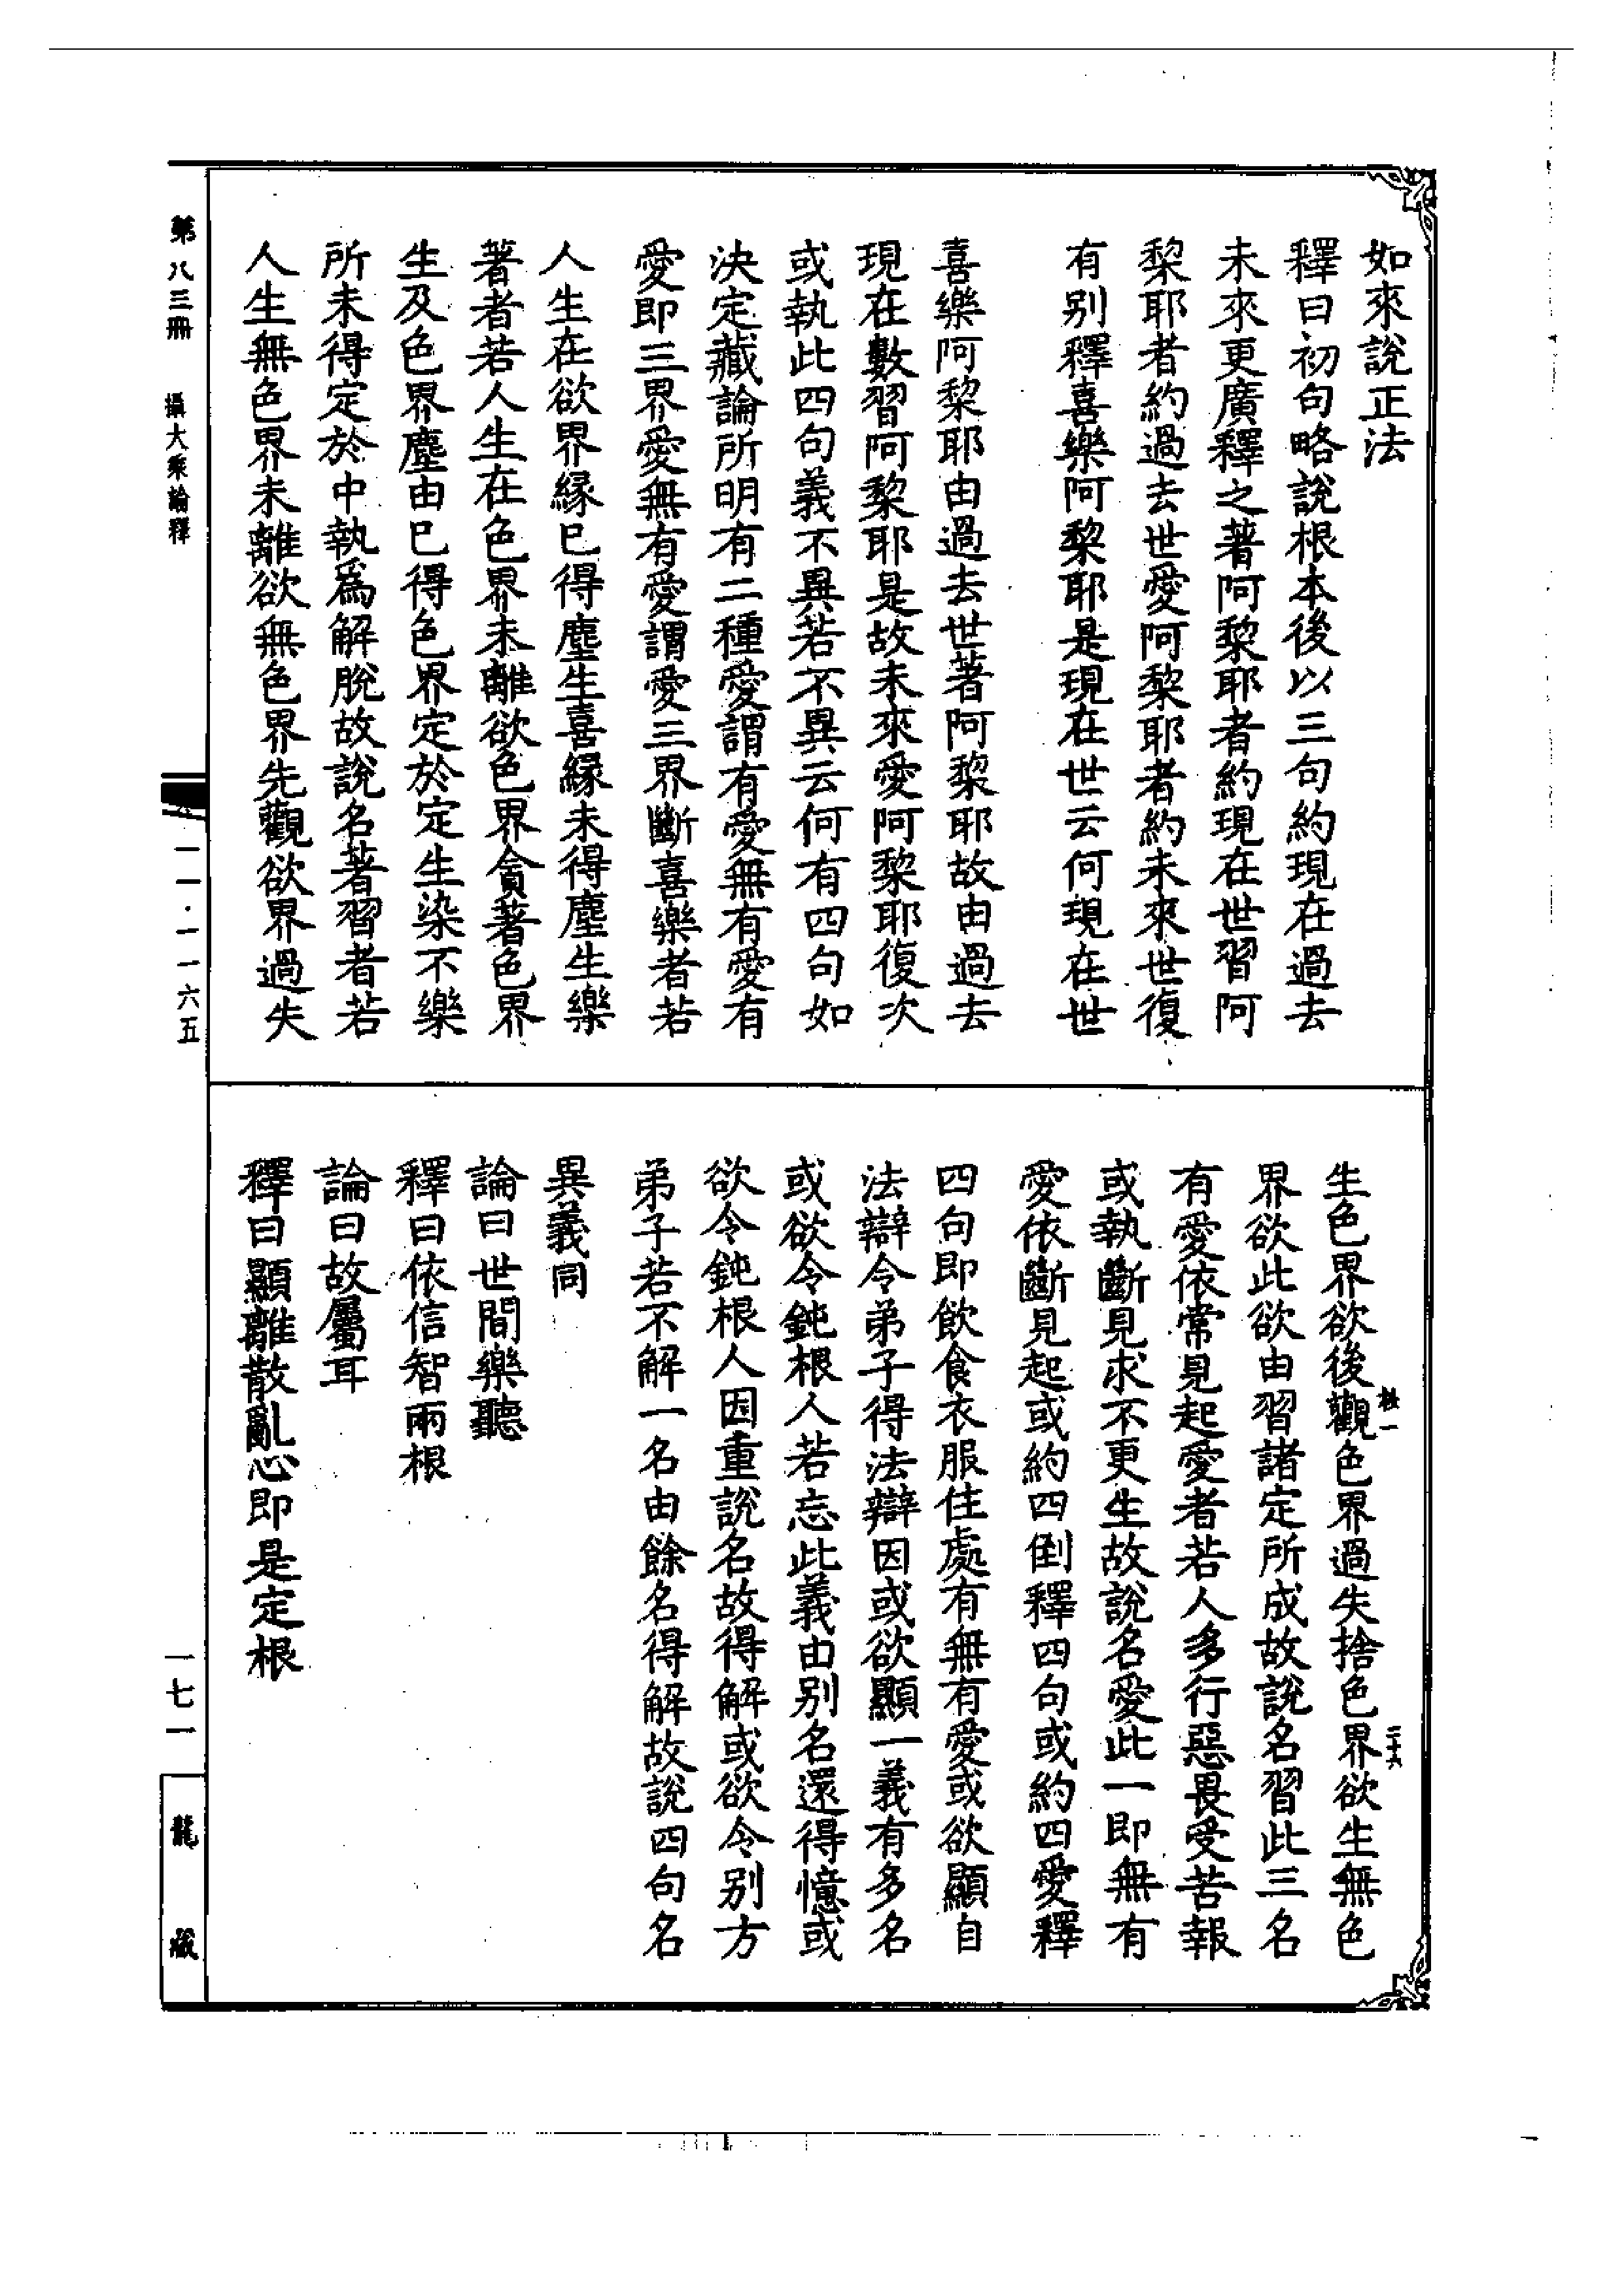 如來說正法
釋曰初句略說根本後以三句約現在過去
未來更廣釋之著阿黎耶者約現在世習阿
黎耶者約過去世愛阿黎耶者約未來世復
有別釋喜樂阿黎耶是現在世云何現在世
喜樂阿黎耶由過去世著阿黎耶故由過去
現在數習阿黎耶是故未來愛阿黎耶復次
或執此四句義不異若不異云何有四句如
決定藏論所明有二種愛謂有愛無有愛有
愛即三界愛無有愛謂愛三界斷喜樂者若
人生在欲界緣已得塵生喜緣未得塵生樂
著者若人生在色界未離欲色界貪著色界
生及色界塵由已得色界定於定生染不樂
所未得定於中執爲解脫故說名著習者若
人生無色界未離欲無色界先觀欲界過失
生色界欲後觀色界過失捨色界欲生無色
界欲此欲由習諸定所成故說名習此三名
有愛依常見起愛者若人多行惡畏受苦報
或執斷見求不更生故說名愛此一即無有
愛依斷見起或約四倒釋四句或約四愛釋
四句即飲食衣服住處有無有愛或欲顯自
法辯令弟子得法辯因或欲顯一義有多名
或欲令鈍根人若忘此義由別名還得憶或
欲令鈍根人因重說名故得解或欲令別方
弟子若不解一名由餘名得解故說四句名
異義同
論曰世間樂聽
釋曰依信智兩根
論曰故屬耳
釋曰顯離散亂心即是定根
第八三冊　攝大乘論釋
一一·一一六五
一七一
龍藏